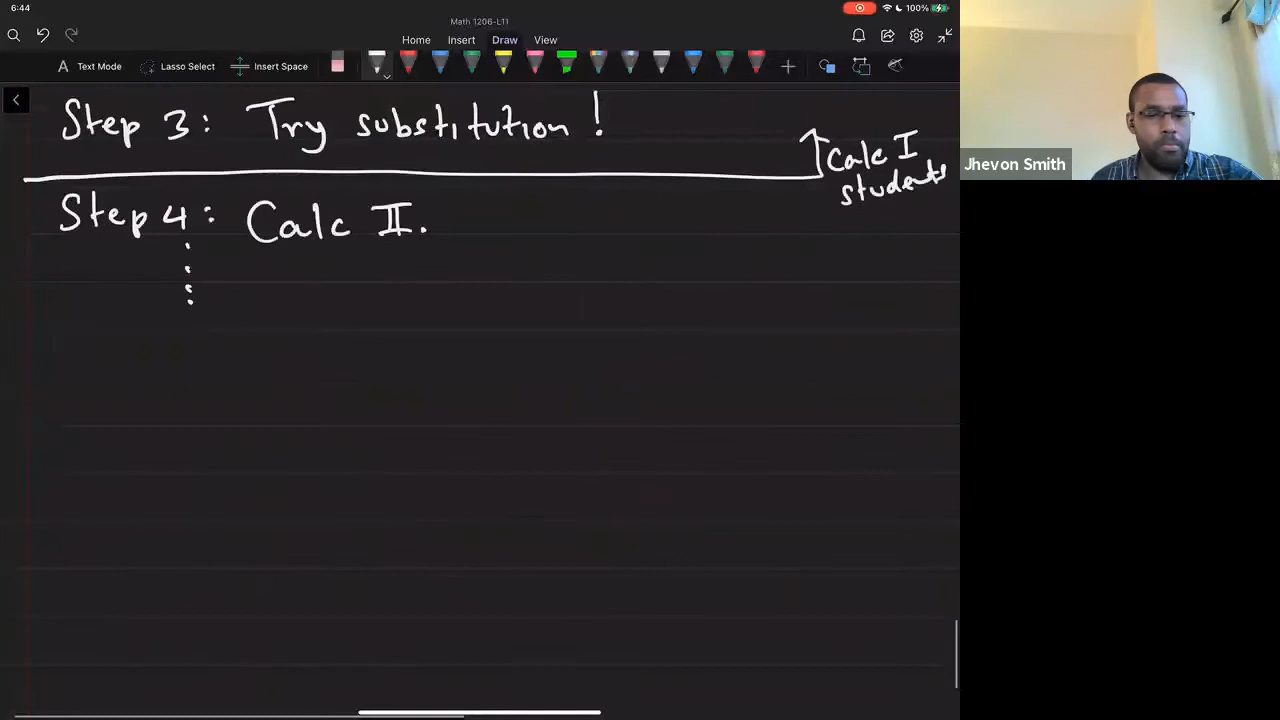 6:44
100%
Math 1206-L11
Home Insert Draw View
Text Mode Lasso Select Insert Space
Step 3: Try substitution!
Calc I
students
Jhevon Smith
Step 4: Calc II.